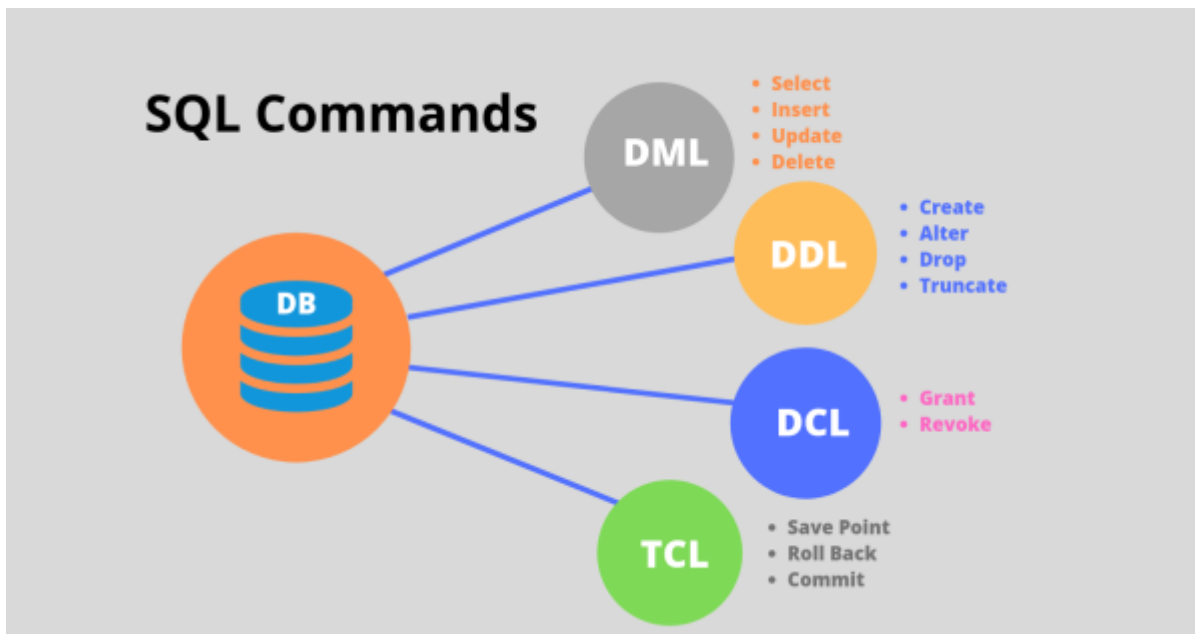 SQL Commands
DB
DML
• Select
• Insert
• Update
• Delete
DDL
• Create
• Alter
• Drop
• Truncate
DCL
• Grant
• Revoke
TCL
• Save Point
• Roll Back
• Commit